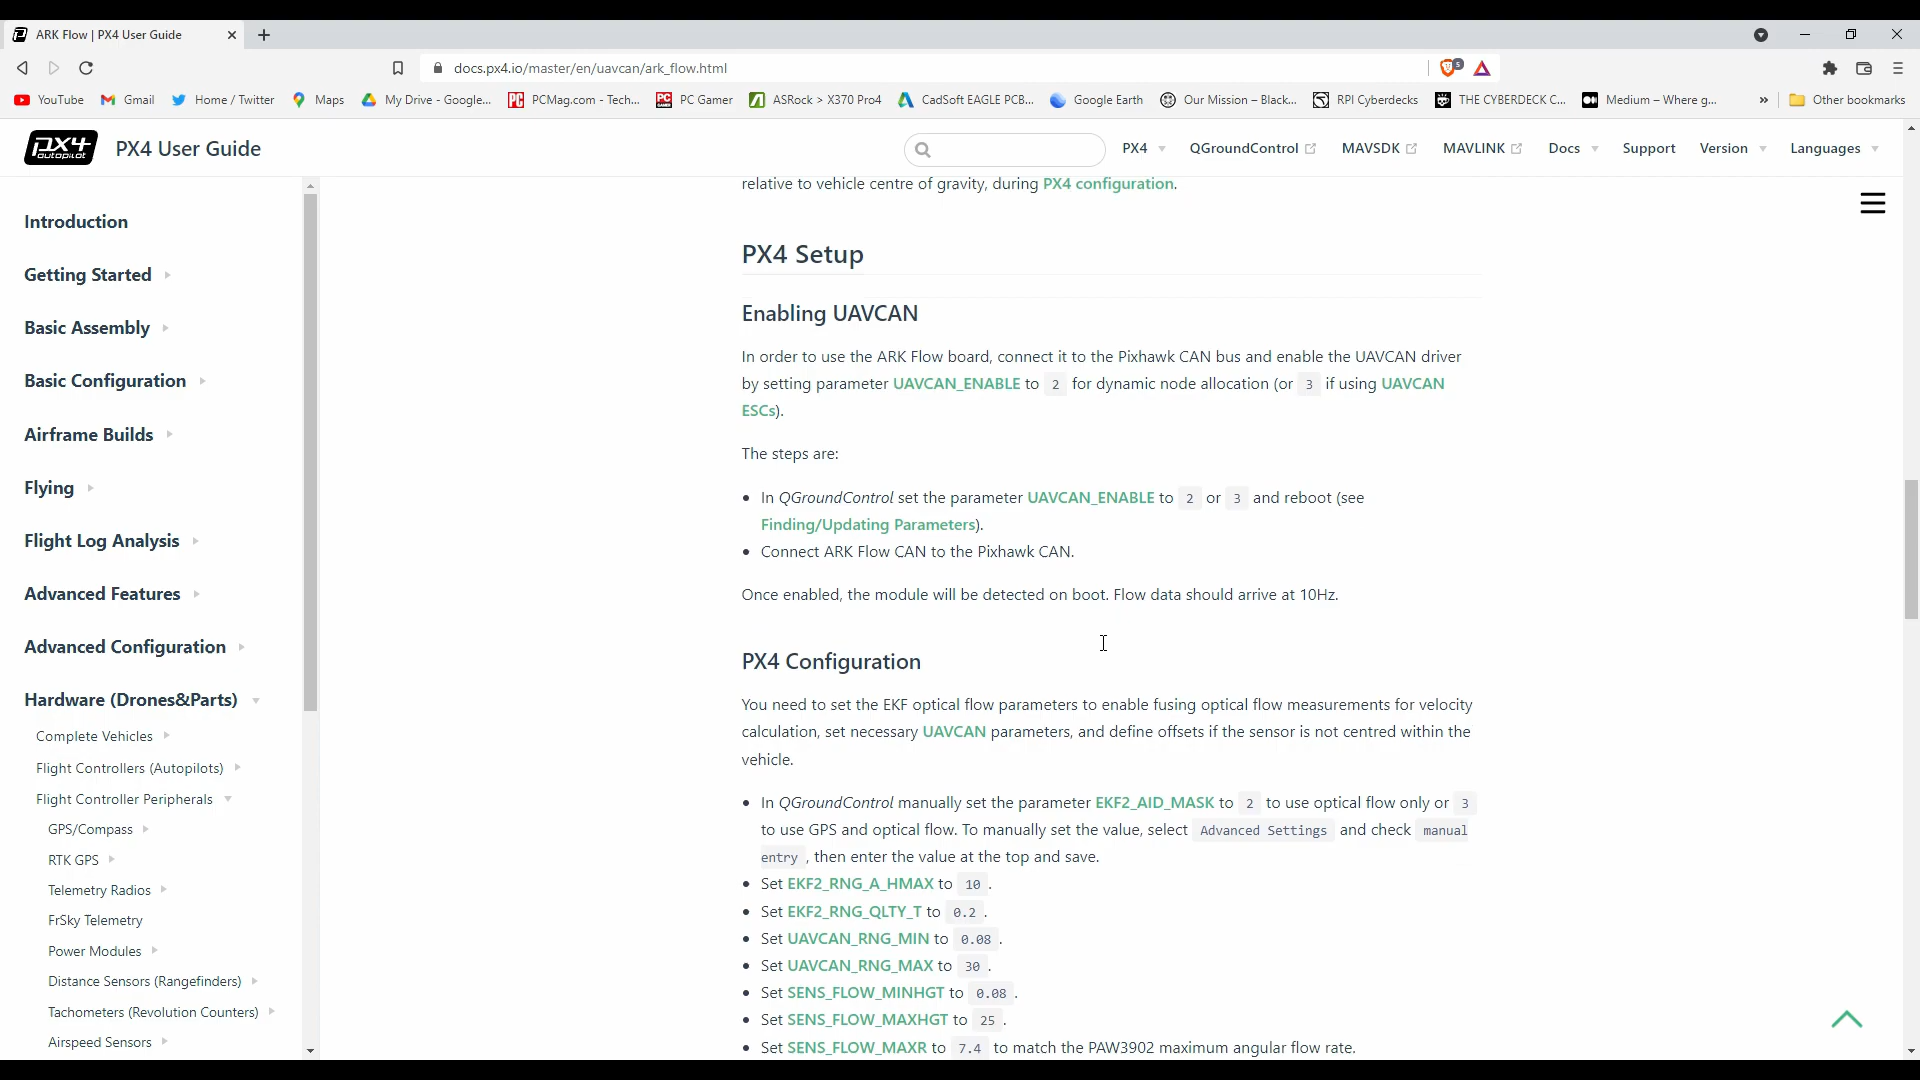 ARK Flow | PX4 User Guide
docs.px4.io/master/en/uavcan/ark_flow.html
5
YouTube Gmail Home / Twitter Maps My Drive - Google... PCMag.com - Tech... PC Gamer ASRock > X370 Pro4 CadSoft EAGLE PCB... Google Earth Our Mission – Black... RPI Cyberdecks THE CYBERDECK C... Medium – Where g... » Other bookmarks
px4 autopilot PX4 User Guide PX4 QGroundControl MAVSDK MAVLINK Docs Support Version Languages
Introduction
Getting Started
Basic Assembly
Basic Configuration
Airframe Builds
Flying
Flight Log Analysis
Advanced Features
Advanced Configuration
Hardware (Drones&Parts)
Complete Vehicles
Flight Controllers (Autopilots)
Flight Controller Peripherals
GPS/Compass
RTK GPS
Telemetry Radios
FrSky Telemetry
Power Modules
Distance Sensors (Rangefinders)
Tachometers (Revolution Counters)
Airspeed Sensors
relative to vehicle centre of gravity, during PX4 configuration.
PX4 Setup
Enabling UAVCAN
In order to use the ARK Flow board, connect it to the Pixhawk CAN bus and enable the UAVCAN driver
by setting parameter UAVCAN_ENABLE to 2 for dynamic node allocation (or 3 if using UAVCAN
ESCs).
The steps are:
• In QGroundControl set the parameter UAVCAN_ENABLE to 2 or 3 and reboot (see
Finding/Updating Parameters).
• Connect ARK Flow CAN to the Pixhawk CAN.
Once enabled, the module will be detected on boot. Flow data should arrive at 10Hz.
PX4 Configuration
You need to set the EKF optical flow parameters to enable fusing optical flow measurements for velocity
calculation, set necessary UAVCAN parameters, and define offsets if the sensor is not centred within the
vehicle.
• In QGroundControl manually set the parameter EKF2_AID_MASK to 2 to use optical flow only or 3
to use GPS and optical flow. To manually set the value, select Advanced Settings and check manual
entry , then enter the value at the top and save.
• Set EKF2_RNG_A_HMAX to 10 .
• Set EKF2_RNG_QLTY_T to 0.2 .
• Set UAVCAN_RNG_MIN to 0.08 .
• Set UAVCAN_RNG_MAX to 30 .
• Set SENS_FLOW_MINHGT to 0.08 .
• Set SENS_FLOW_MAXHGT to 25 .
• Set SENS_FLOW_MAXR to 7.4 to match the PAW3902 maximum angular flow rate.